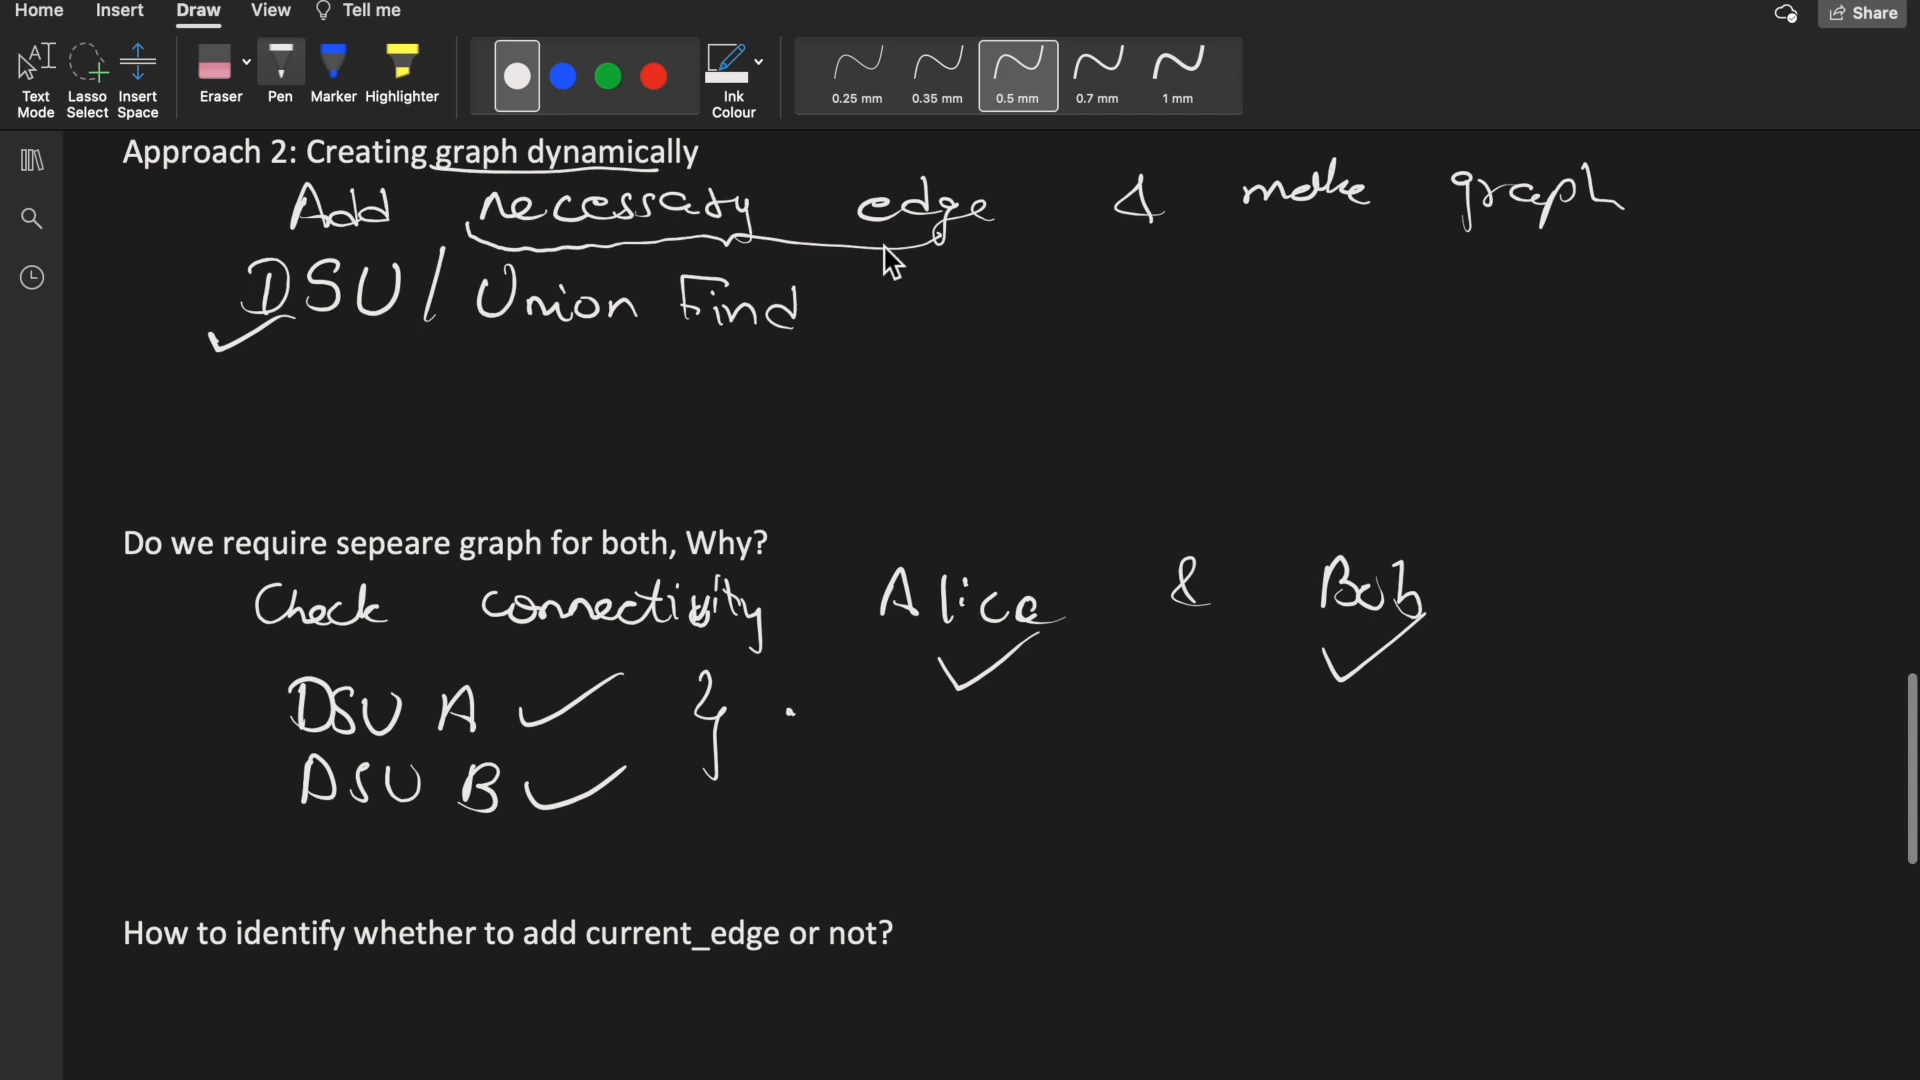 Home Insert Draw View Tell me Share
Text Mode Lasso Select Insert Space Eraser Pen Marker Highlighter Ink Colour 0.25 mm 0.35 mm 0.5 mm 0.7 mm 1 mm
Approach 2: Creating graph dynamically
Add necessary edge & make graph
DSU / Union Find
Do we require sepeare graph for both, Why?
Check connectivity Alice & Bob
DSU A
DSU B
How to identify whether to add current_edge or not?